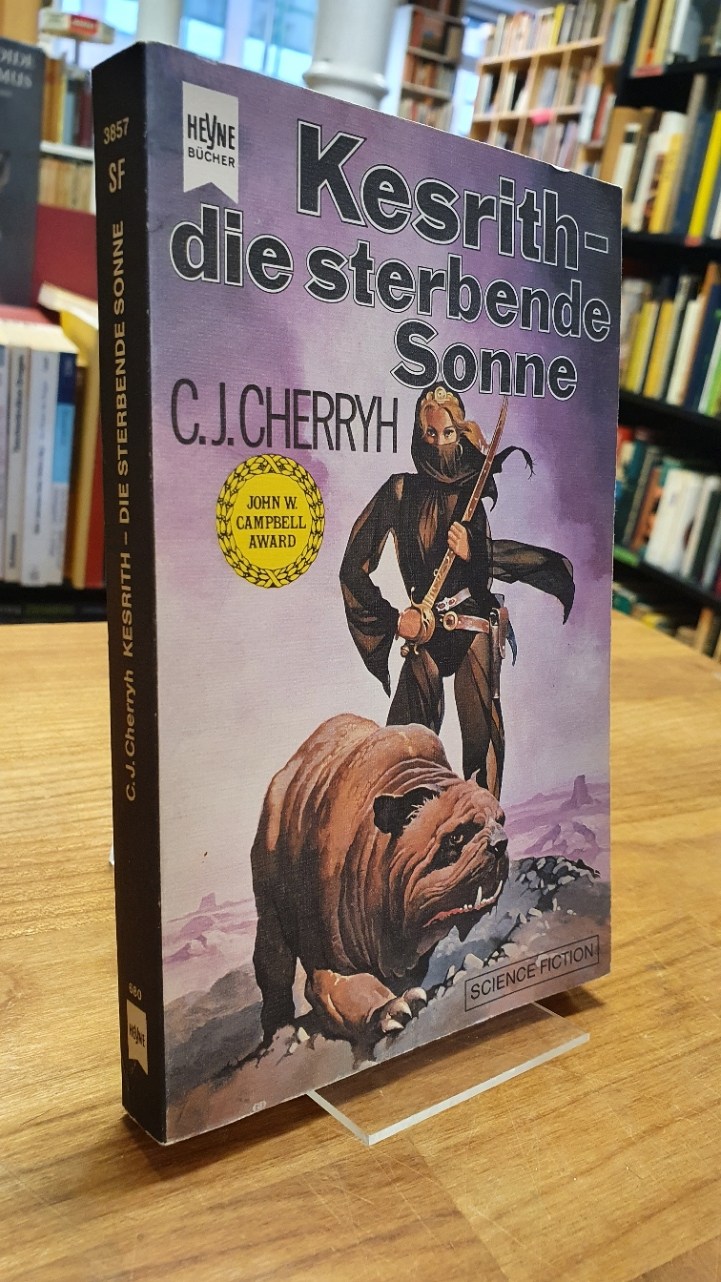 HEYNE
BÜCHER
Kesrith-
die sterbende
Sonne
C.J. CHERRYH
JOHN W.
CAMPBELL
AWARD
SCIENCE FICTION
3857
SF
C. J. Cherryh KESRITH – DIE STERBENDE SONNE
680
HEYNE